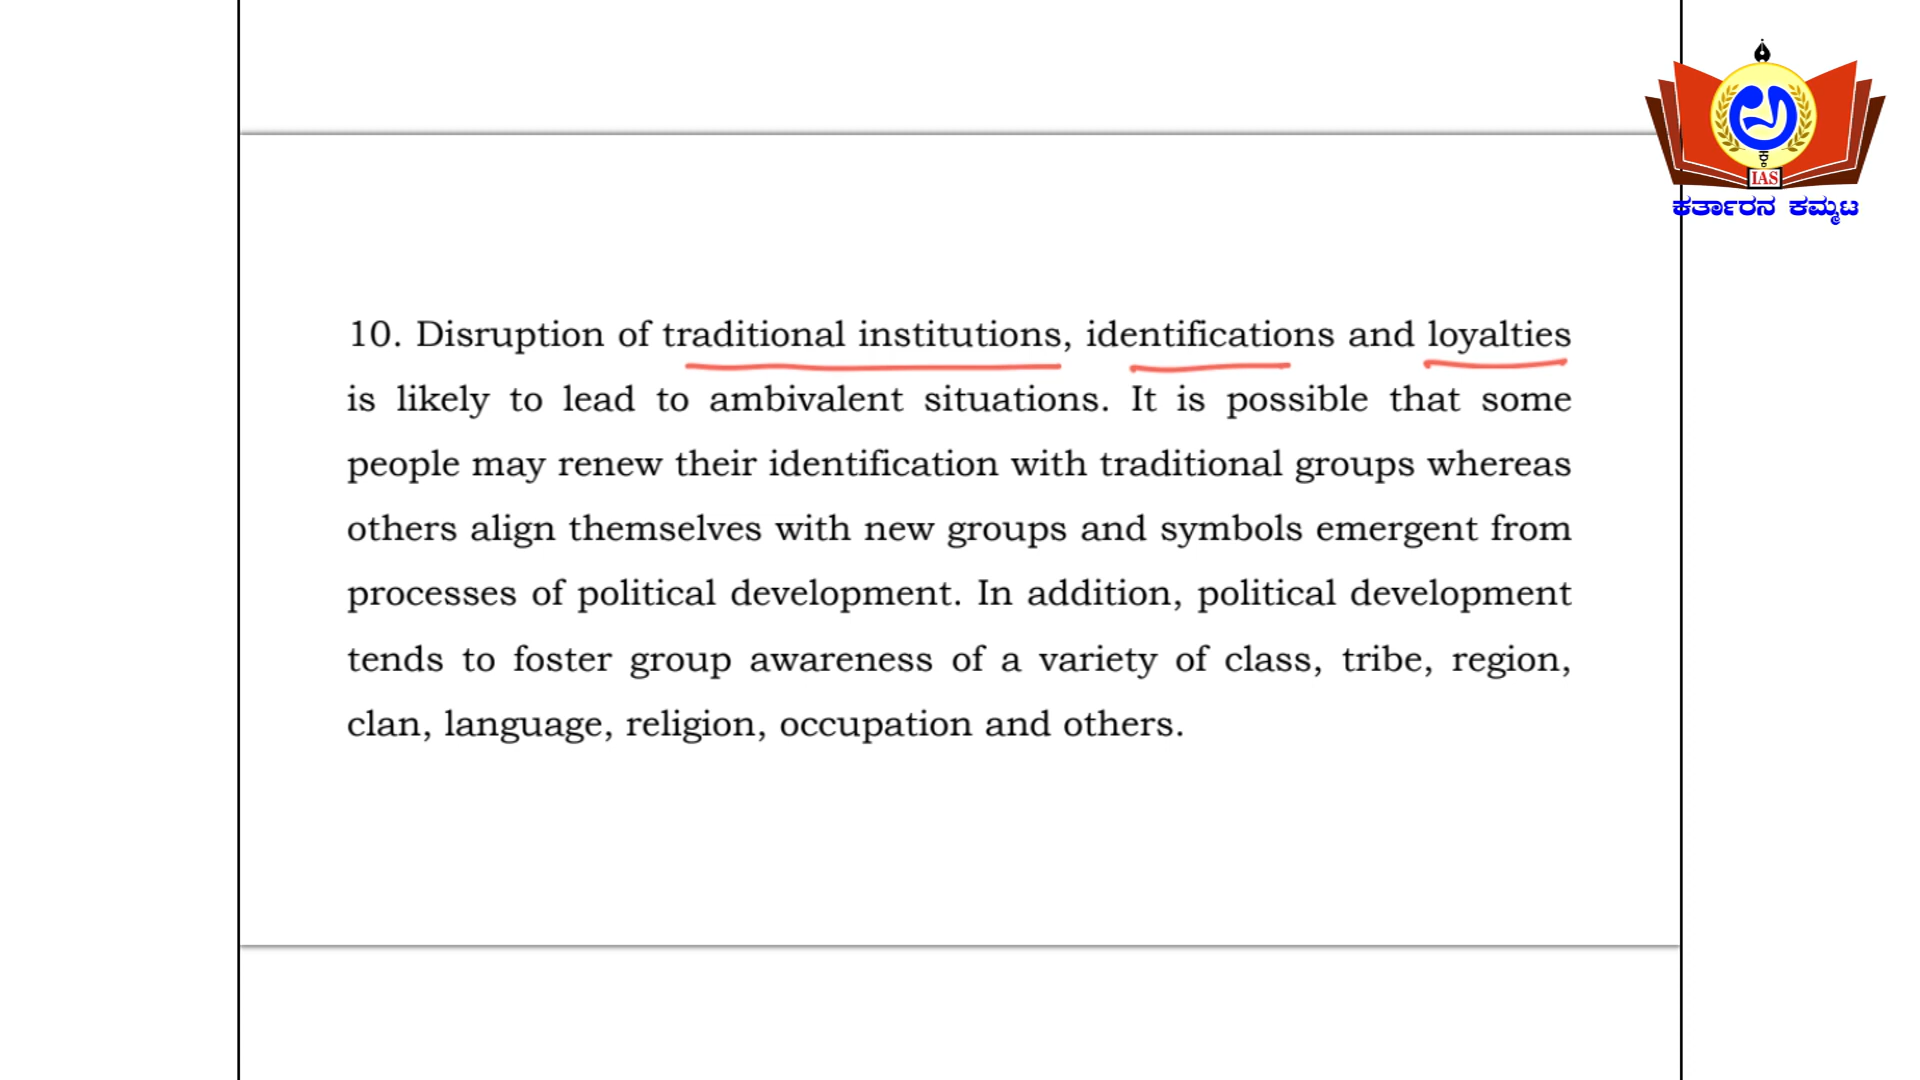 IAS
ಕರ್ತಾರನ ಕಮ್ಮಟ
10. Disruption of traditional institutions, identifications and loyalties
is likely to lead to ambivalent situations. It is possible that some
people may renew their identification with traditional groups whereas
others align themselves with new groups and symbols emergent from
processes of political development. In addition, political development
tends to foster group awareness of a variety of class, tribe, region,
clan, language, religion, occupation and others.